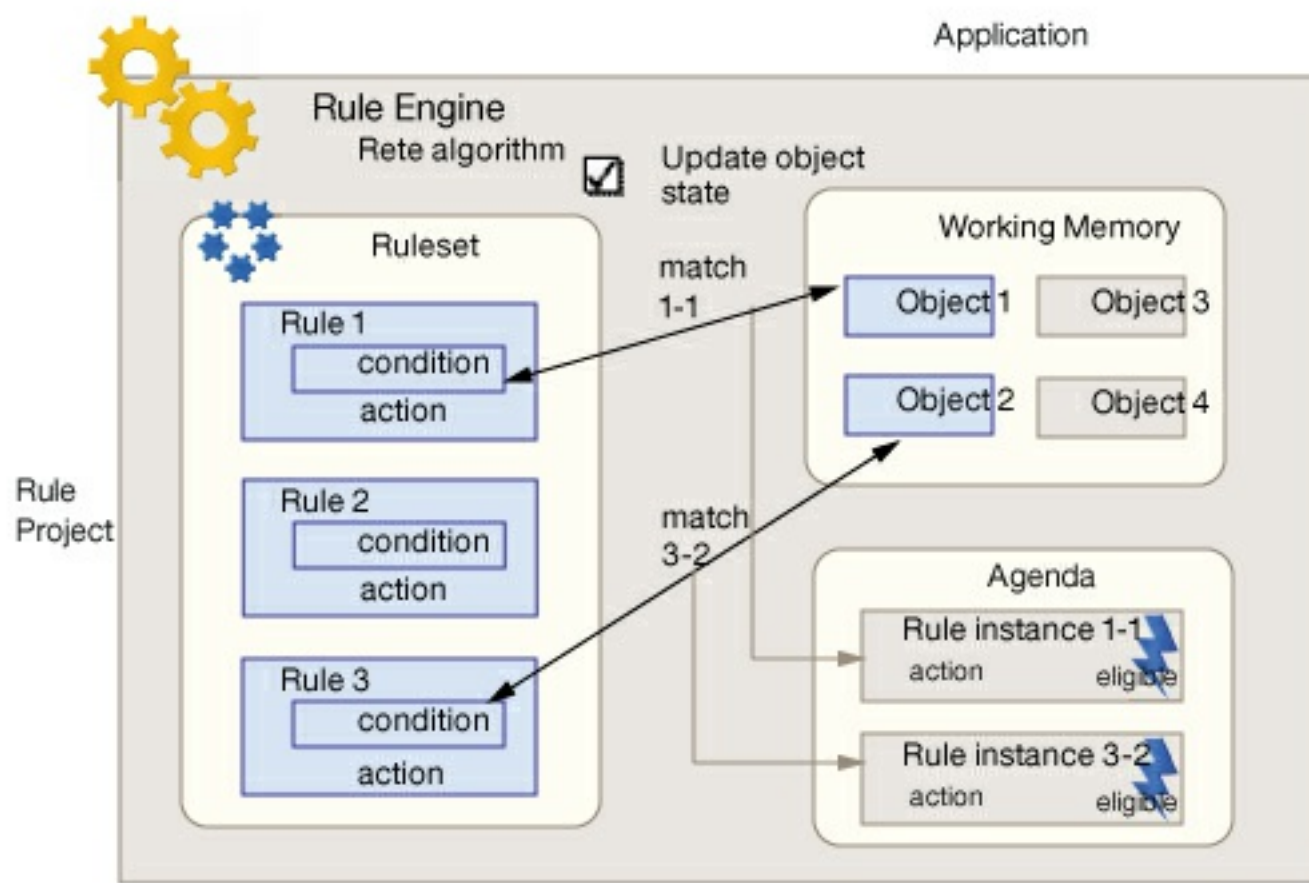 Application
Rule Engine
Rete algorithm
Update object
state
Ruleset
Rule 1
condition
action
Rule 2
condition
action
Rule 3
condition
action
Rule
Project
match
1-1
match
3-2
Working Memory
Object 1
Object 3
Object 2
Object 4
Agenda
Rule instance 1-1
action
eligible
Rule instance 3-2
action
eligible